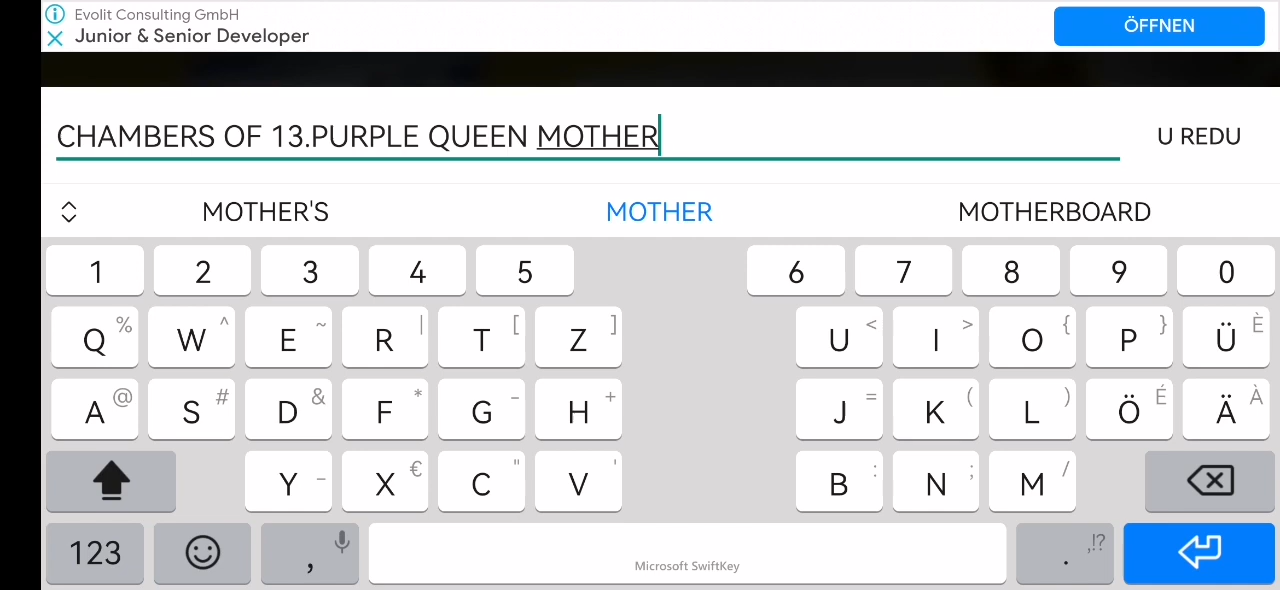 Evolit Consulting GmbH
Junior & Senior Developer
ÖFFNEN
CHAMBERS OF 13.PURPLE QUEEN MOTHER
U REDU
MOTHER'S MOTHER MOTHERBOARD
1 2 3 4 5 6 7 8 9 0
Q % W ^ E ~ R | T [ Z ] U < I > O { P } Ü È
A @ S # D & F * G - H + J = K ( L ) Ö É Ä À
Y _ X € C " V ' B : N ; M /
123 , Microsoft SwiftKey . ,!?